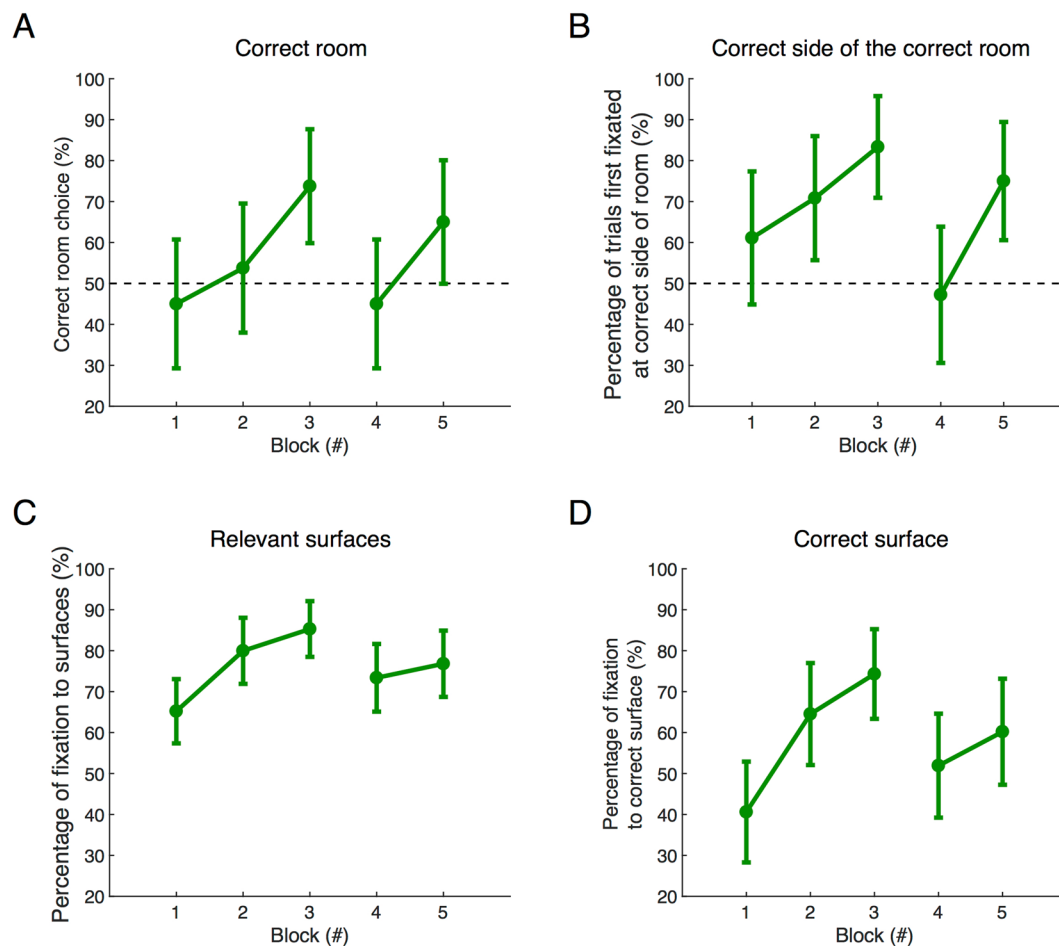 A
Correct room
Correct room choice (%)
100
90
80
70
60
50
40
30
20
1 2 3 4 5
Block (#)
B
Correct side of the correct room
Percentage of trials first fixated
at correct side of room (%)
100
90
80
70
60
50
40
30
20
1 2 3 4 5
Block (#)
C
Relevant surfaces
Percentage of fixation to surfaces (%)
100
90
80
70
60
50
40
30
20
1 2 3 4 5
Block (#)
D
Correct surface
Percentage of fixation
to correct surface (%)
100
90
80
70
60
50
40
30
20
1 2 3 4 5
Block (#)